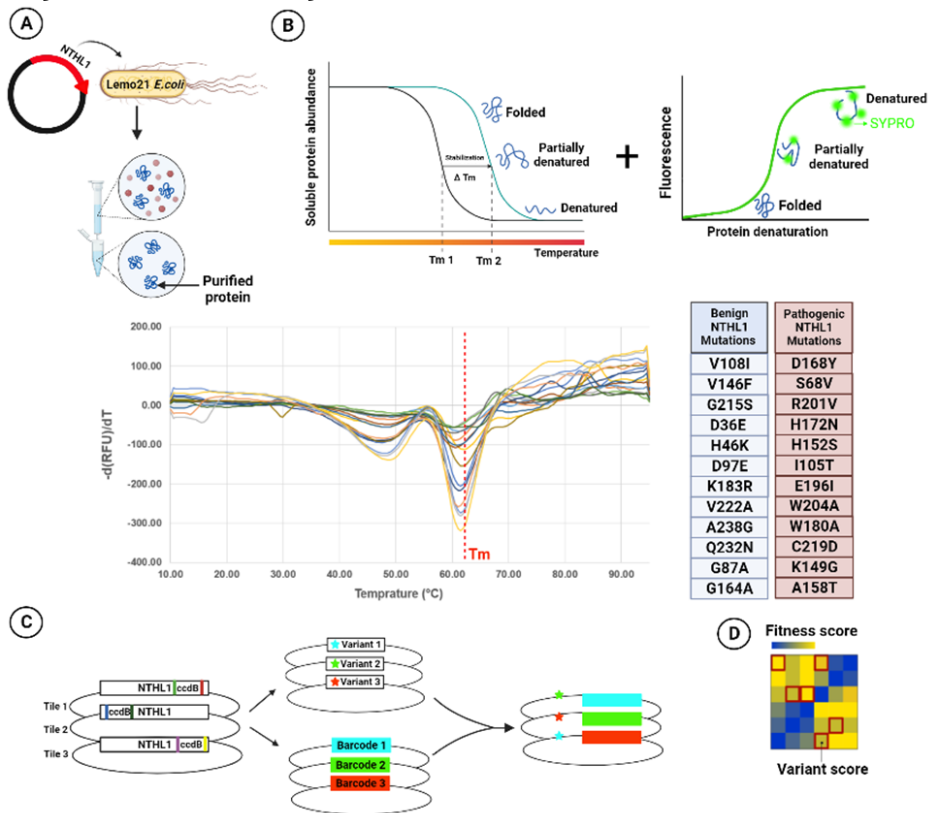 A
NTHL1
Lemo21 E.coli
Purified
protein
B
Soluble protein abundance
Folded
Stabilization
Δ Tm
Partially
denatured
Denatured
Temperature
Tm 1
Tm 2
+
Fluorescence
Denatured
SYPRO
Partially
denatured
Folded
Protein denaturation
-d(RFU)/dT
200.00
100.00
0.00
-100.00
-200.00
-300.00
-400.00
10.00 20.00 30.00 40.00 50.00 60.00 70.00 80.00 90.00
Tm
Temprature (°C)
Benign
NTHL1
Mutations
V108I
V146F
G215S
D36E
H46K
D97E
K183R
V222A
A238G
Q232N
G87A
G164A
Pathogenic
NTHL1
Mutations
D168Y
S68V
R201V
H172N
H152S
I105T
E196I
W204A
W180A
C219D
K149G
A158T
C
NTHL1 ccdB
Tile 1
ccdB NTHL1
Tile 2
NTHL1 ccdB
Tile 3
Variant 1
Variant 2
Variant 3
Barcode 1
Barcode 2
Barcode 3
D
Fitness score
Variant score